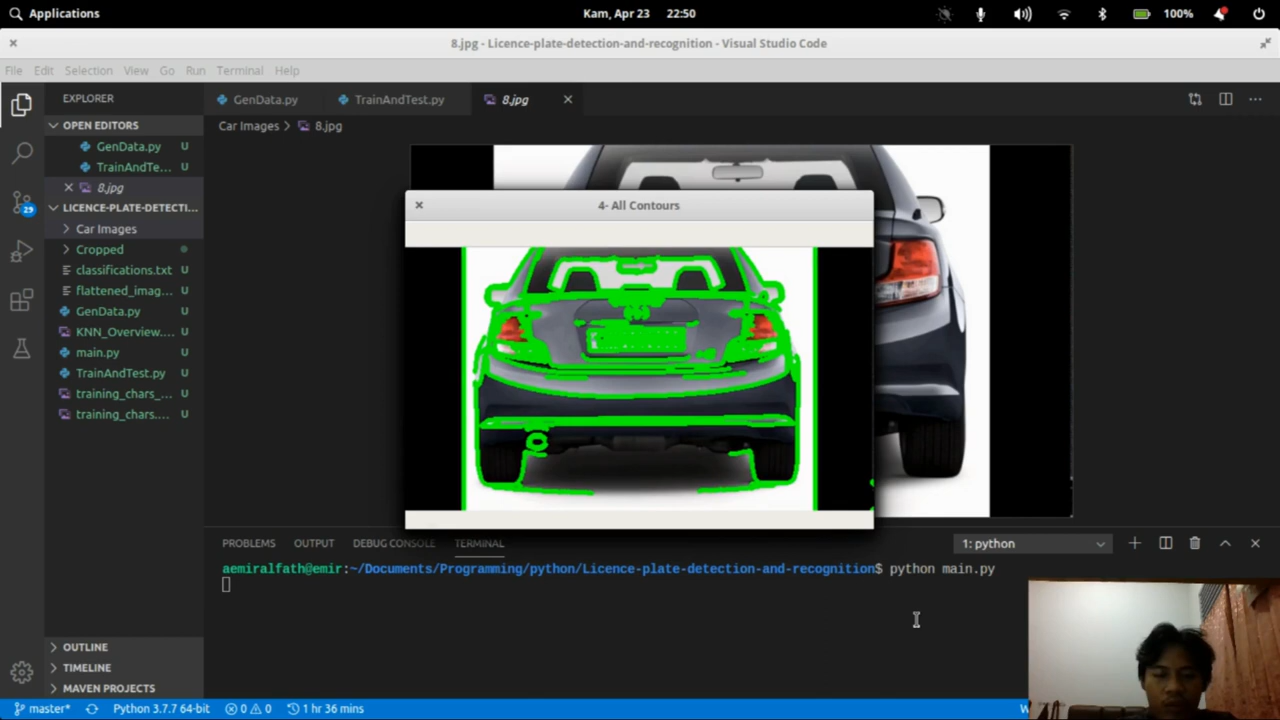 Applications
Kam, Apr 23 22:50
100%
8.jpg - Licence-plate-detection-and-recognition - Visual Studio Code
File Edit Selection View Go Run Terminal Help
EXPLORER
GenData.py
TrainAndTest.py
8.jpg
OPEN EDITORS
Car Images > 8.jpg
GenData.py U
TrainAndTe... U
8.jpg
29
LICENCE-PLATE-DETECTI...
Car Images
Cropped
classifications.txt U
flattened_imag... U
GenData.py U
KNN_Overview.... U
main.py U
TrainAndTest.py U
training_chars_... U
training_chars.... U
4- All Contours
PROBLEMS OUTPUT DEBUG CONSOLE TERMINAL
1: python
aemiralfath@emir:~/Documents/Programming/python/Licence-plate-detection-and-recognition$ python main.py
OUTLINE
TIMELINE
MAVEN PROJECTS
master* Python 3.7.7 64-bit 0 0 1 hr 36 mins